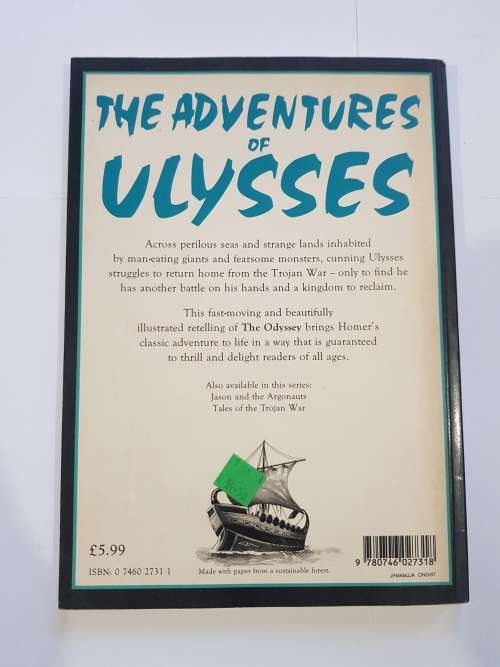 THE ADVENTURES
OF
ULYSSES
Across perilous seas and strange lands inhabited
by man-eating giants and fearsome monsters, cunning Ulysses
struggles to return home from the Trojan War – only to find he
has another battle on his hands and a kingdom to reclaim.
This fast-moving and beautifully
illustrated retelling of The Odyssey brings Homer's
classic adventure to life in a way that is guaranteed
to thrill and delight readers of all ages.
Also available in this series:
Jason and the Argonauts
Tales of the Trojan War
£5.99
ISBN: 0 7460 2731 1
Made with paper from a sustainable forest.
9 780746 027318